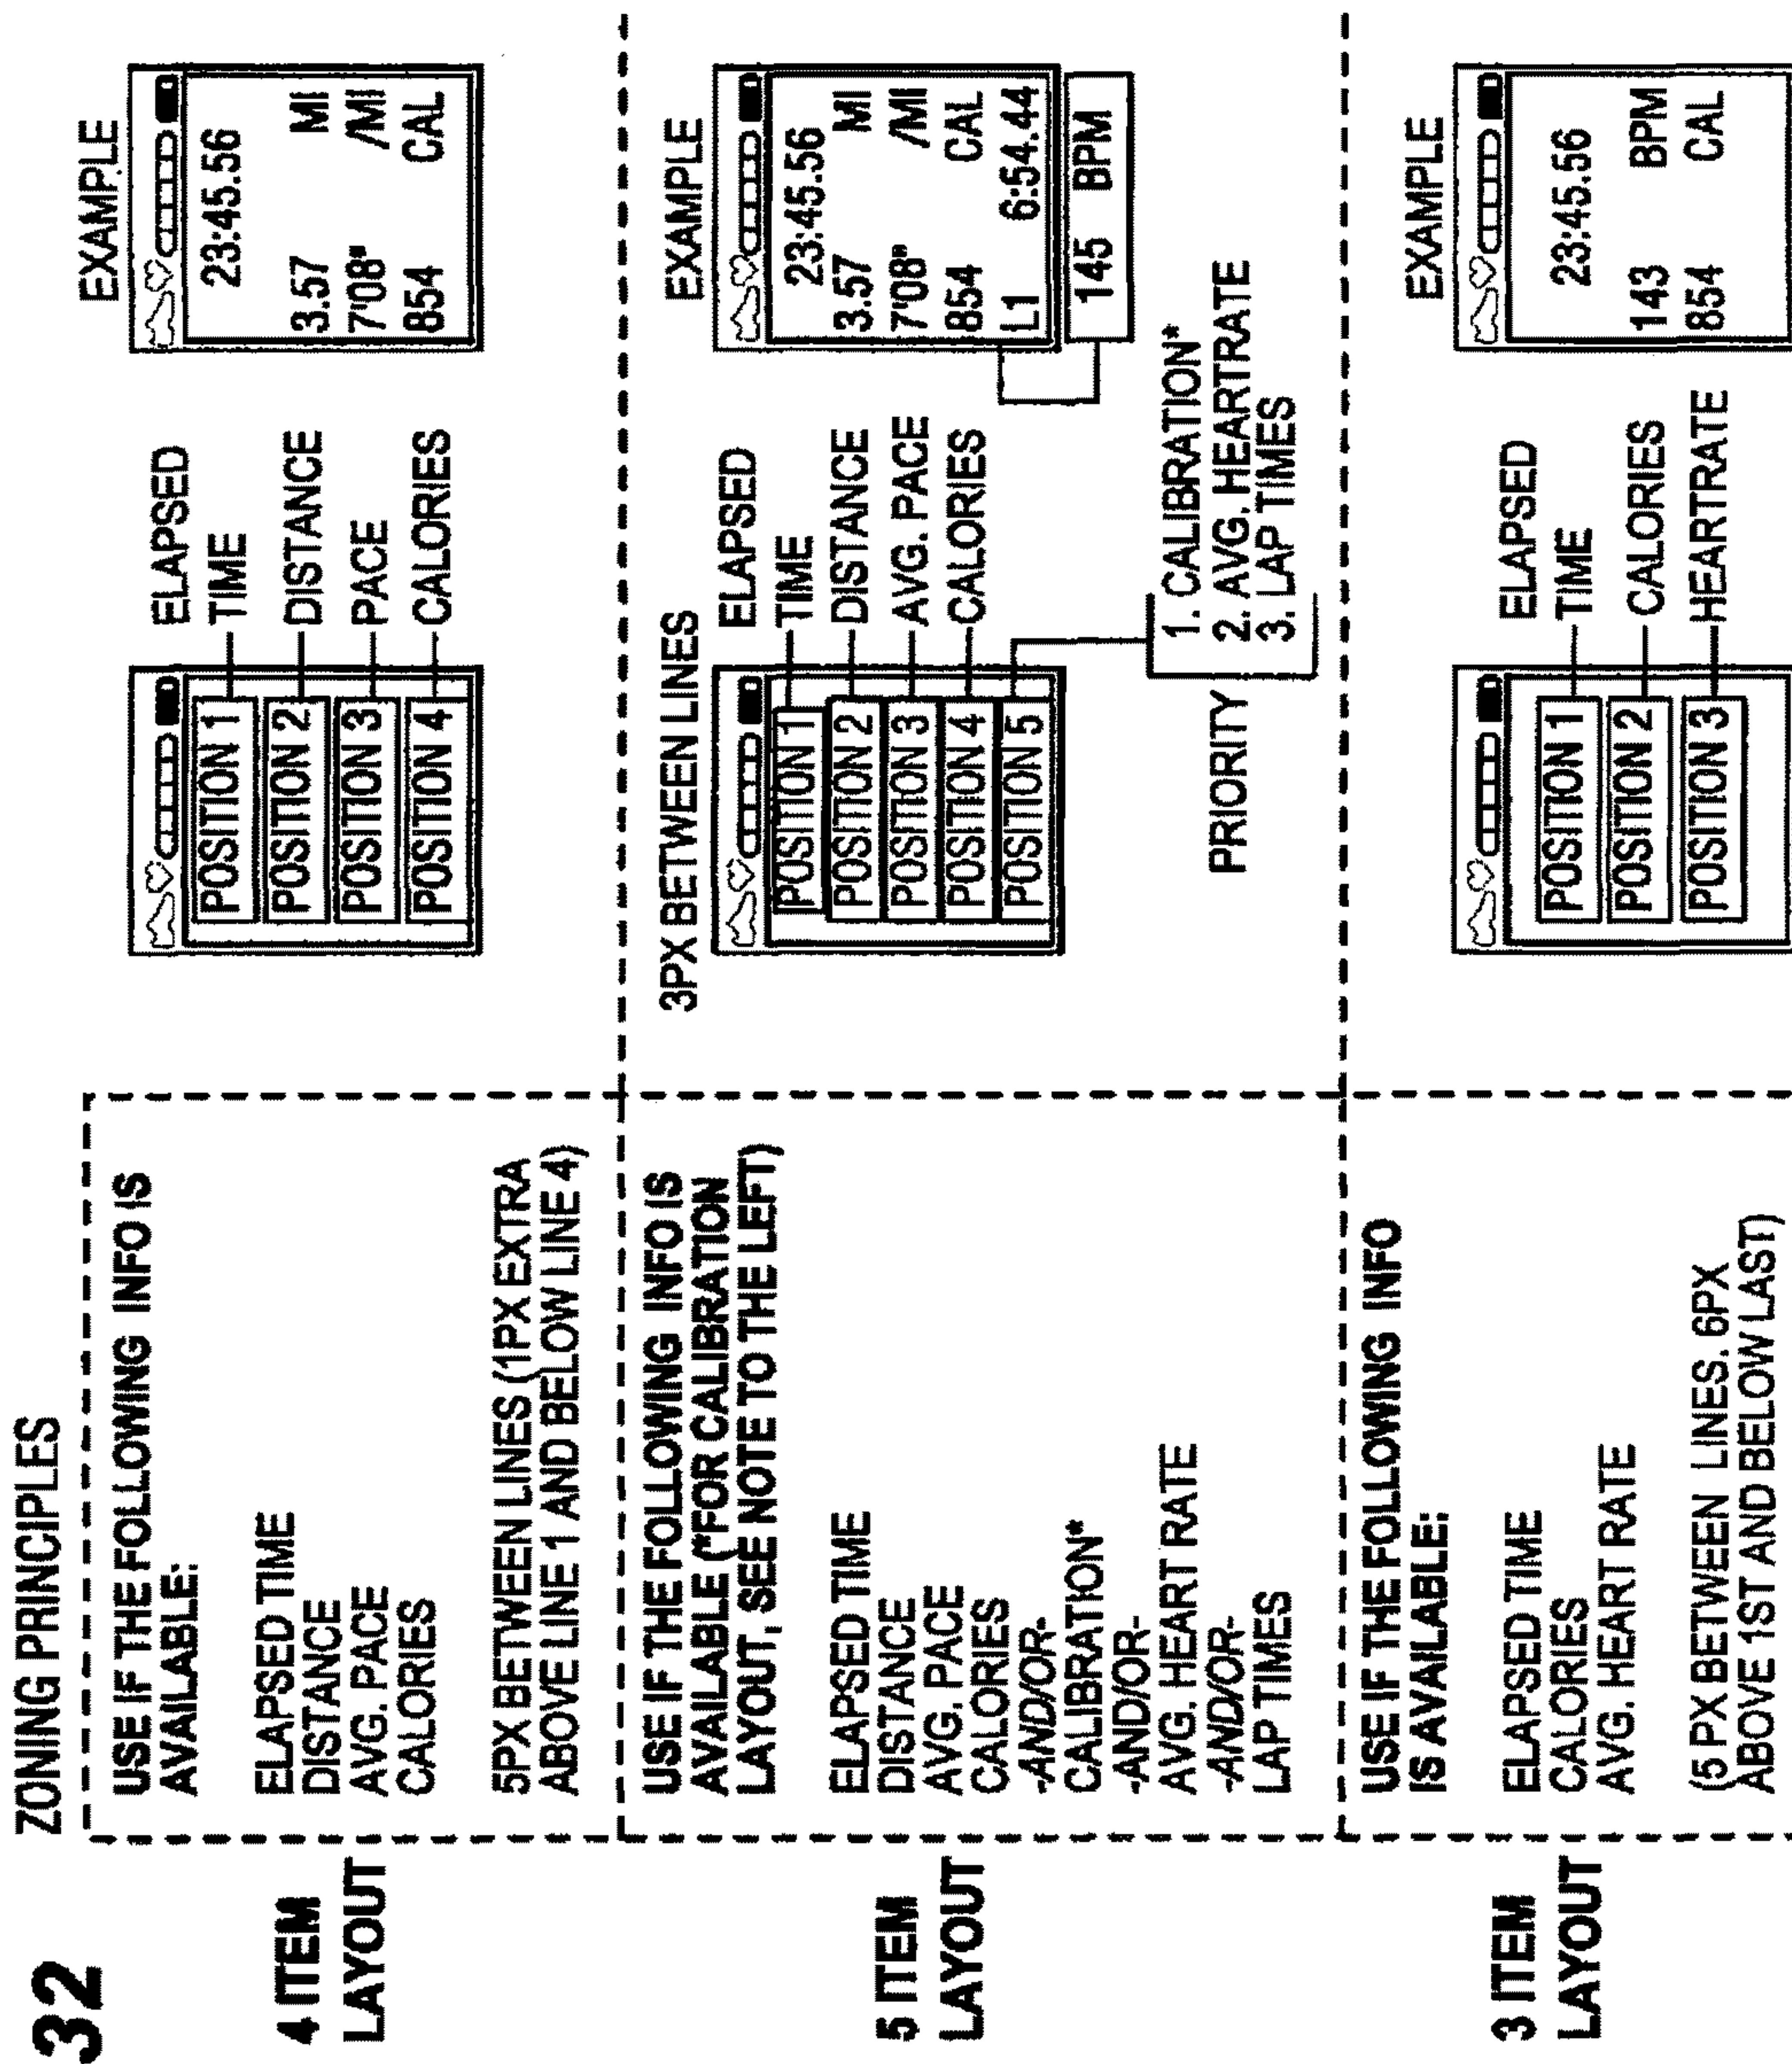 32
ZONING PRINCIPLES
4 ITEM
LAYOUT
USE IF THE FOLLOWING INFO IS
AVAILABLE:
ELAPSED TIME
DISTANCE
AVG. PACE
CALORIES
5PX BETWEEN LINES (1PX EXTRA
ABOVE LINE 1 AND BELOW LINE 4)
POSITION 1
POSITION 2
POSITION 3
POSITION 4
ELAPSED
TIME
DISTANCE
PACE
CALORIES
EXAMPLE
23:45.56
3.57 MI
7'08" /MI
854 CAL
5 ITEM
LAYOUT
USE IF THE FOLLOWING INFO IS
AVAILABLE (*FOR CALIBRATION
LAYOUT, SEE NOTE TO THE LEFT)
ELAPSED TIME
DISTANCE
AVG. PACE
CALORIES
-AND/OR-
CALIBRATION*
-AND/OR-
AVG. HEART RATE
-AND/OR-
LAP TIMES
3PX BETWEEN LINES
POSITION 1
POSITION 2
POSITION 3
POSITION 4
POSITION 5
ELAPSED
TIME
DISTANCE
AVG. PACE
CALORIES
PRIORITY
1. CALIBRATION*
2. AVG. HEARTRATE
3. LAP TIMES
EXAMPLE
23:45.56
3.57 MI
7'08" /MI
854 CAL
L1 6:54.44
145 BPM
3 ITEM
LAYOUT
USE IF THE FOLLOWING INFO
IS AVAILABLE:
ELAPSED TIME
CALORIES
AVG. HEART RATE
(5 PX BETWEEN LINES. 6PX
ABOVE 1ST AND BELOW LAST)
POSITION 1
POSITION 2
POSITION 3
ELAPSED
TIME
CALORIES
HEARTRATE
EXAMPLE
23:45.56
143 BPM
854 CAL